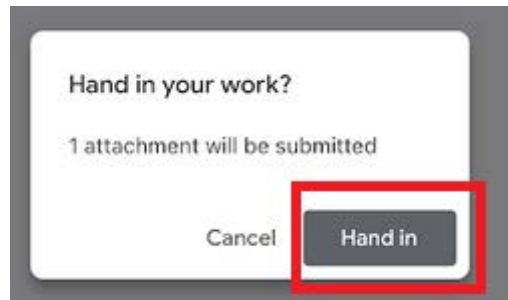 Hand in your work?
1 attachment will be submitted
Cancel Hand in